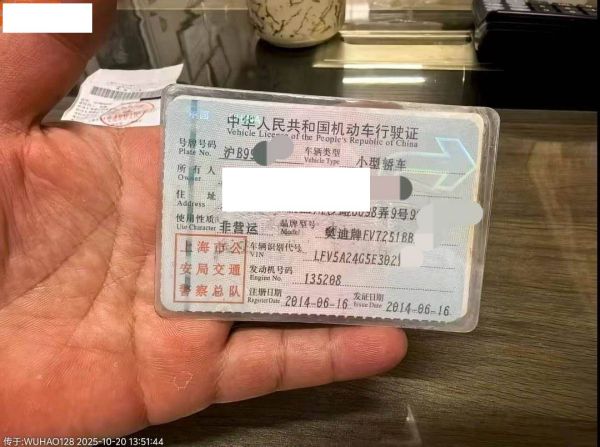 中华人民共和国机动车行驶证
Vehicle License of the People's Republic of China
号牌号码 沪B9 车辆类型 小型轿车
Plate No. Vehicle Type
所有人
Owner
住址 弄9号9
使用性质 非营运 品牌型号 奥迪牌FV7251BB
Use Character Model
上海市公
安局交通
警察总队
车辆识别代号 LFV5A24G5E3021
VIN
发动机号码 135208
Engine No.
注册日期 2014-06-16 发证日期 2014-06-16
Register Date Issue Date
传于:WUHAO128 2025-10-20 13:51:44